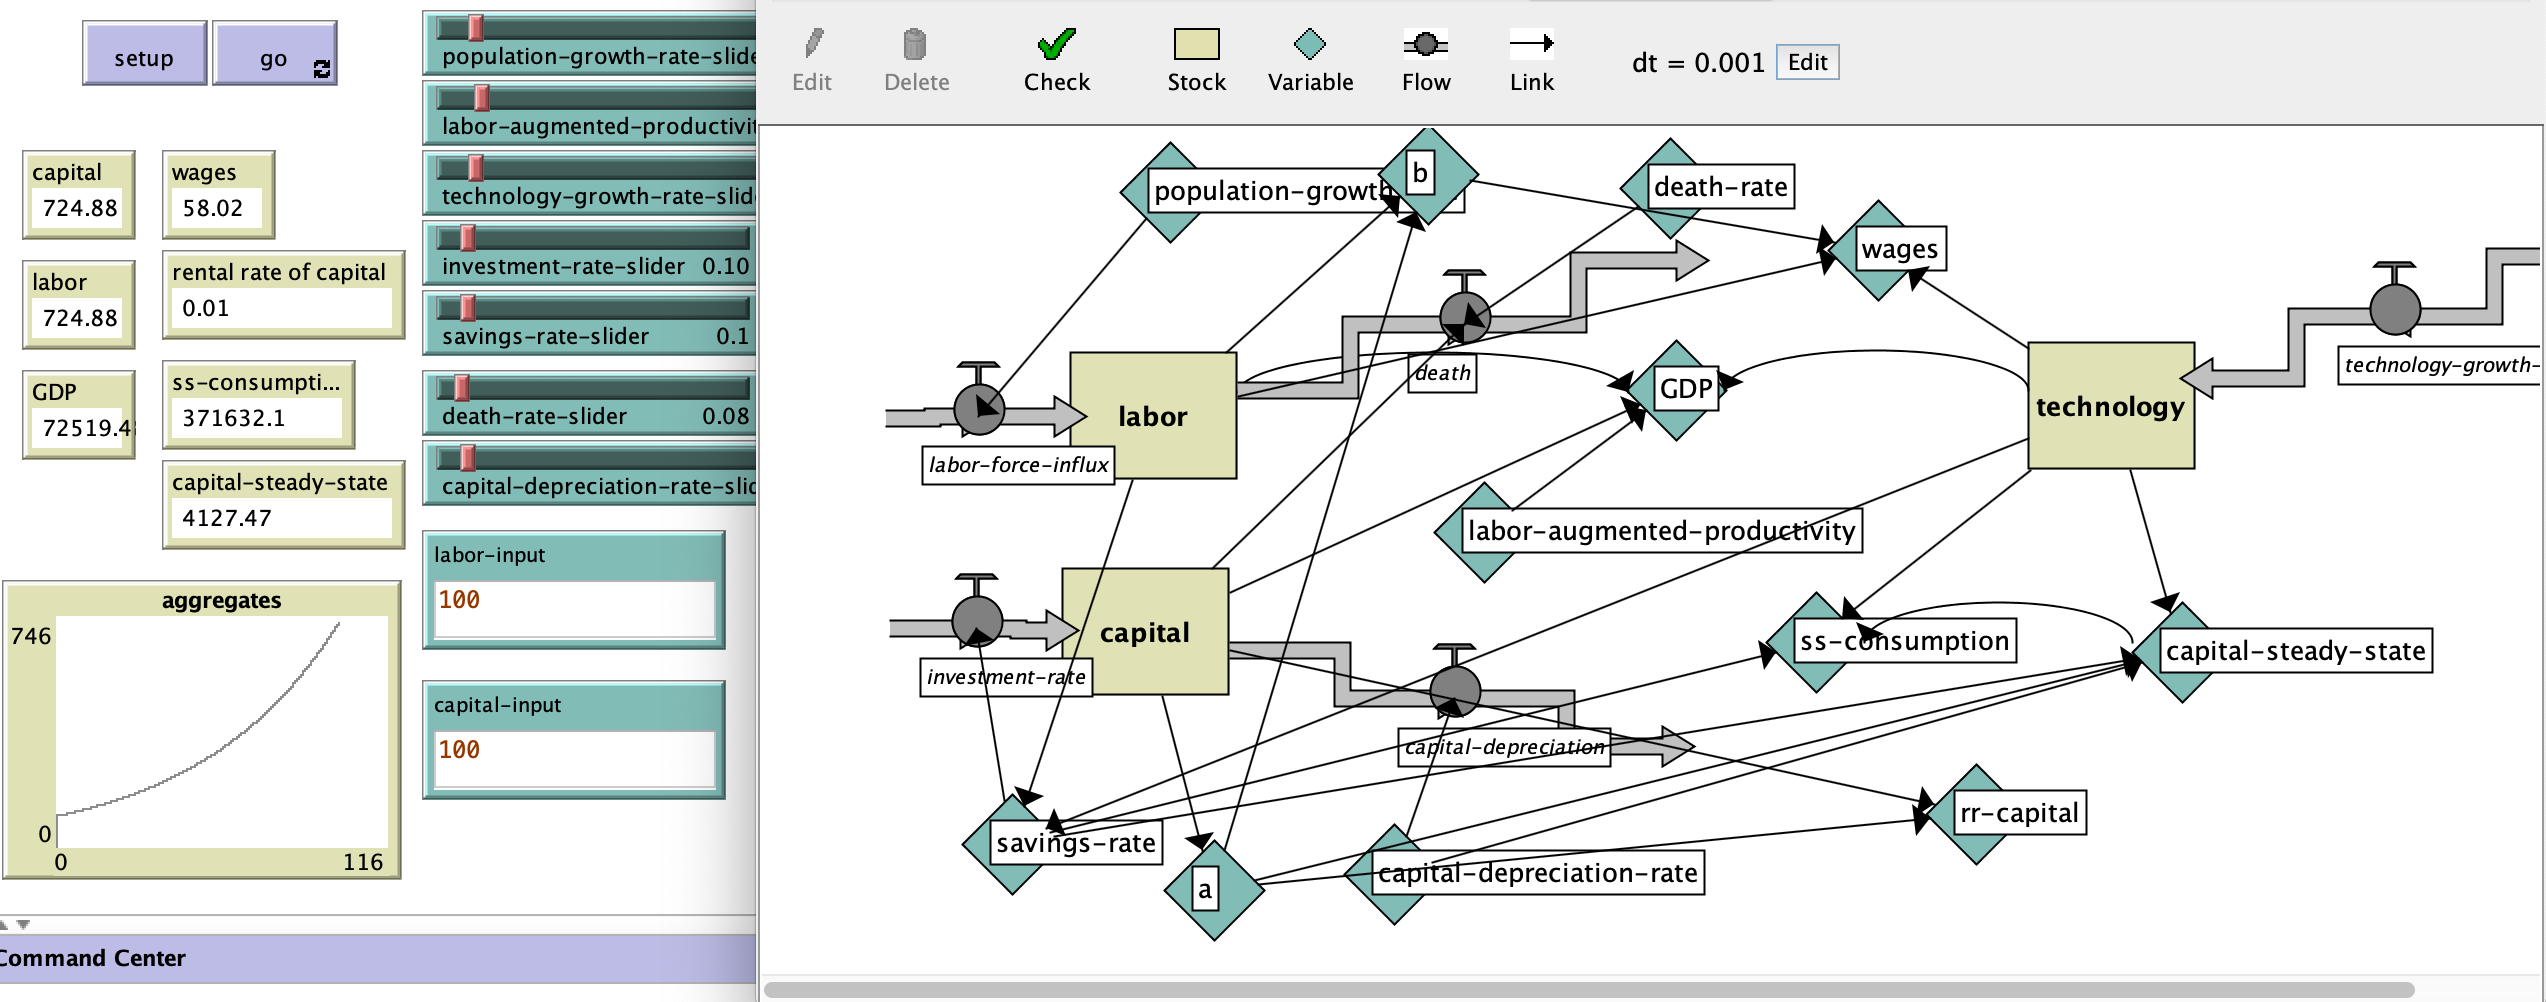 setup
go
capital
724.88
wages
58.02
labor
724.88
rental rate of capital
0.01
GDP
72519.4
ss-consumpti...
371632.1
capital-steady-state
4127.47
aggregates
746
0
0
116
Command Center
population-growth-rate-slide
labor-augmented-productivit
technology-growth-rate-slid
investment-rate-slider 0.10
savings-rate-slider 0.1
death-rate-slider 0.08
capital-depreciation-rate-slid
labor-input
100
capital-input
100
Edit
Delete
Check
Stock
Variable
Flow
Link
dt = 0.001
Edit
population-growth
b
death-rate
wages
technology-growth-
death
GDP
labor
technology
labor-force-influx
labor-augmented-productivity
capital
ss-consumption
capital-steady-state
investment-rate
capital-depreciation
rr-capital
savings-rate
a
capital-depreciation-rate